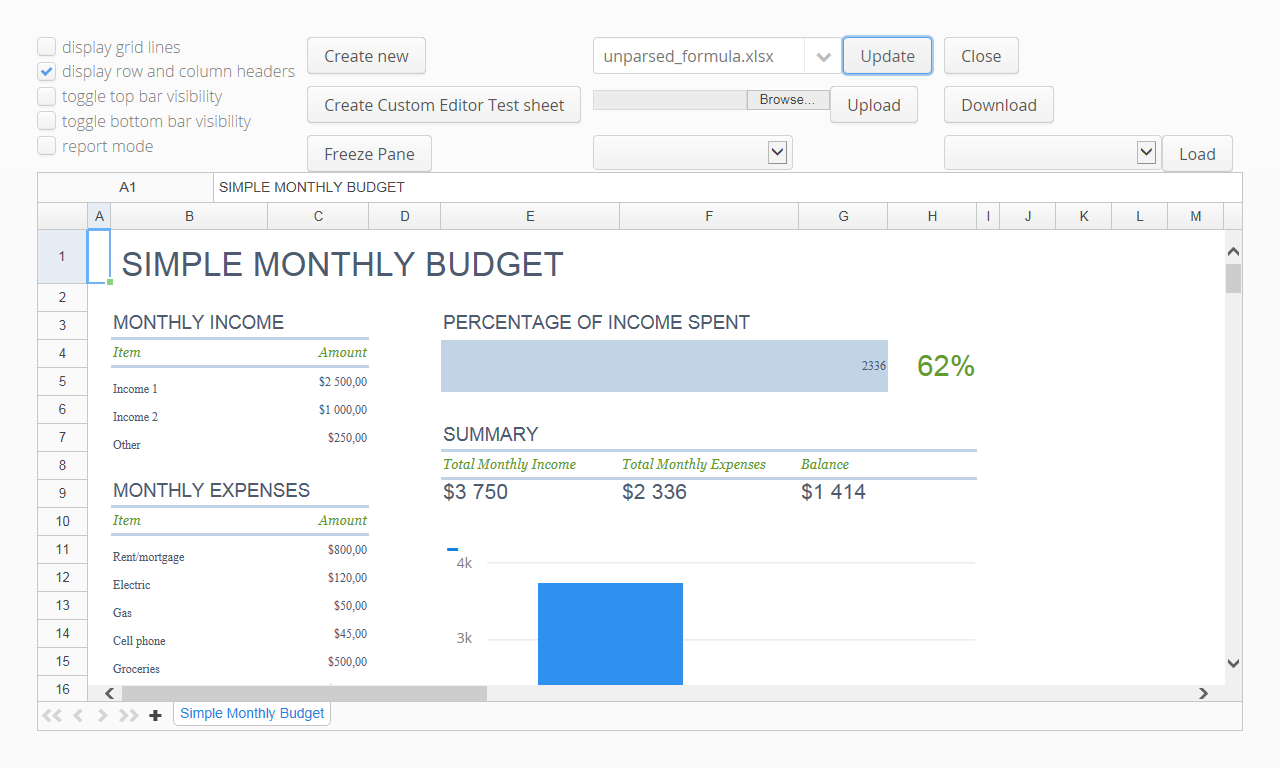 display grid lines
display row and column headers
toggle top bar visibility
toggle bottom bar visibility
report mode
Create new
unparsed_formula.xlsx
Update
Close
Create Custom Editor Test sheet
Browse...
Upload
Download
Freeze Pane
Load
A1 SIMPLE MONTHLY BUDGET
A B C D E F G H I J K L M
1 SIMPLE MONTHLY BUDGET
2
3 MONTHLY INCOME PERCENTAGE OF INCOME SPENT
4 Item Amount 2336 62%
5 Income 1 $2 500,00
6 Income 2 $1 000,00
7 Other $250,00 SUMMARY
8 Total Monthly Income Total Monthly Expenses Balance
9 MONTHLY EXPENSES $3 750 $2 336 $1 414
10 Item Amount
11 Rent/mortgage $800,00 4k
12 Electric $120,00
13 Gas $50,00
14 Cell phone $45,00 3k
15 Groceries $500,00
16
Simple Monthly Budget